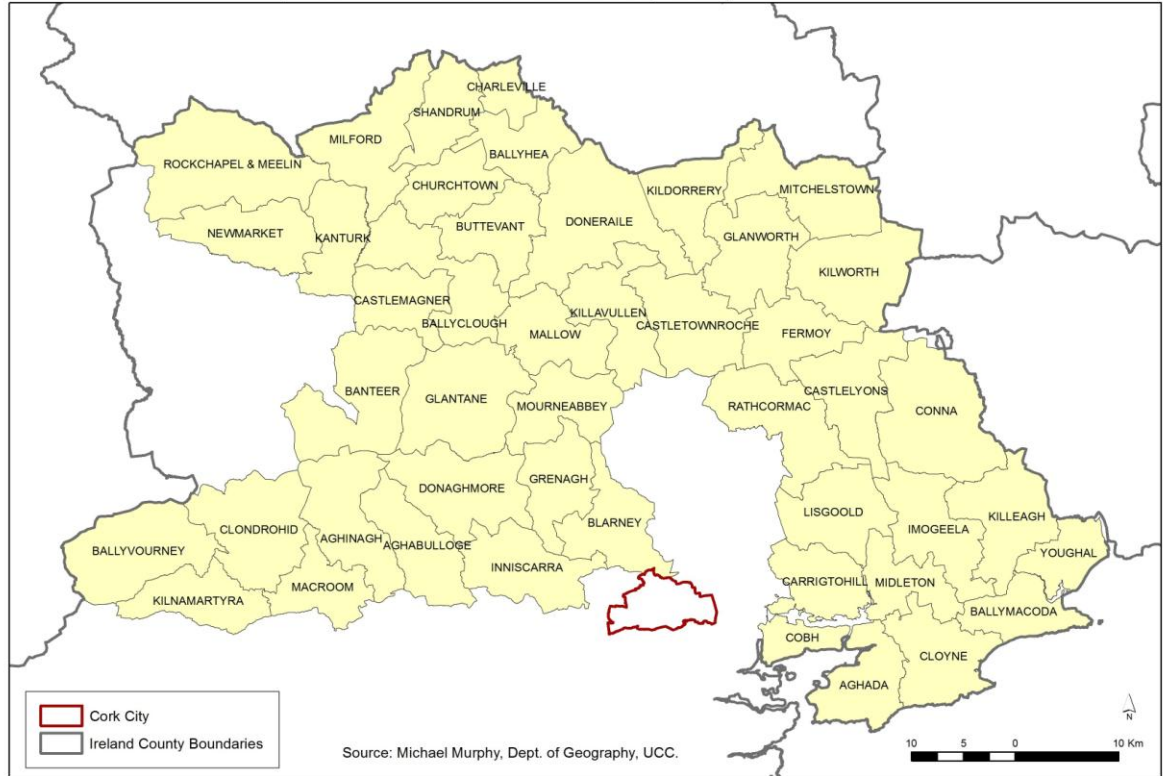 CHARLEVILLE
SHANDRUM
MILFORD
BALLYHEA
ROCKCHAPEL & MEELIN
CHURCHTOWN
KILDORRERY
MITCHELSTOWN
NEWMARKET
KANTURK
BUTTEVANT
DONERAILE
GLANWORTH
KILWORTH
CASTLEMAGNER
BALLYCLOUGH
MALLOW
KILLAVULLEN
CASTLETOWNROCHE
FERMOY
BANTEER
GLANTANE
MOURNEABBEY
RATHCORMAC
CASTLELYONS
CONNA
DONAGHMORE
GRENAGH
BLARNEY
LISGOOLD
IMOGEELA
KILLEAGH
CLONDROHID
AGHINAGH
AGHABULLOGE
INNISCARRA
BALLYVOURNEY
YOUGHAL
MACROOM
KILNAMARTYRA
CARRIGTOHILL
MIDLETON
BALLYMACODA
COBH
CLOYNE
AGHADA
Cork City
Ireland County Boundaries
Source: Michael Murphy, Dept. of Geography, UCC.
N
10 5 0 10 Km